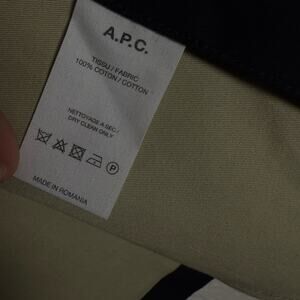 A.P.C.
TISSU / FABRIC
100% COTON / COTTON
NETTOYAGE A SEC /
DRY CLEAN ONLY
P
MADE IN ROMANIA